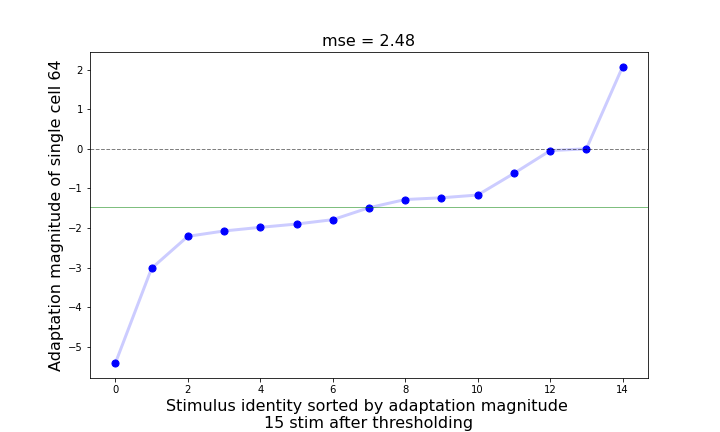 mse = 2.48
Adaptation magnitude of single cell 64
2
1
0
−1
−2
−3
−4
−5
0 2 4 6 8 10 12 14
Stimulus identity sorted by adaptation magnitude
15 stim after thresholding